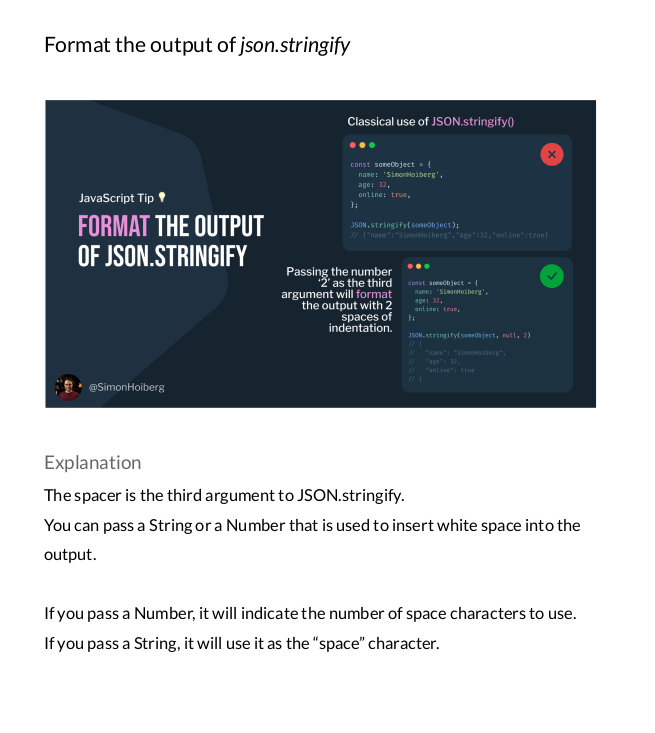 Format the output of json.stringify
Classical use of JSON.stringify()
const someObject = {
name: 'SimonHoiberg',
age: 32,
online: true,
};
JSON.stringify(someObject);
// {"name":"SimonHoiberg","age":32,"online":true}
JavaScript Tip
FORMAT THE OUTPUT
OF JSON.STRINGIFY
Passing the number
‘2’ as the third
argument will format
the output with 2
spaces of
indentation.
const someObject = {
name: 'SimonHoiberg',
age: 32,
online: true,
};
JSON.stringify(someObject, null, 2)
// {
//   "name": "SimonHoiberg",
//   "age": 32,
//   "online": true
// }
@SimonHoiberg
Explanation
The spacer is the third argument to JSON.stringify.
You can pass a String or a Number that is used to insert white space into the
output.
If you pass a Number, it will indicate the number of space characters to use.
If you pass a String, it will use it as the “space” character.